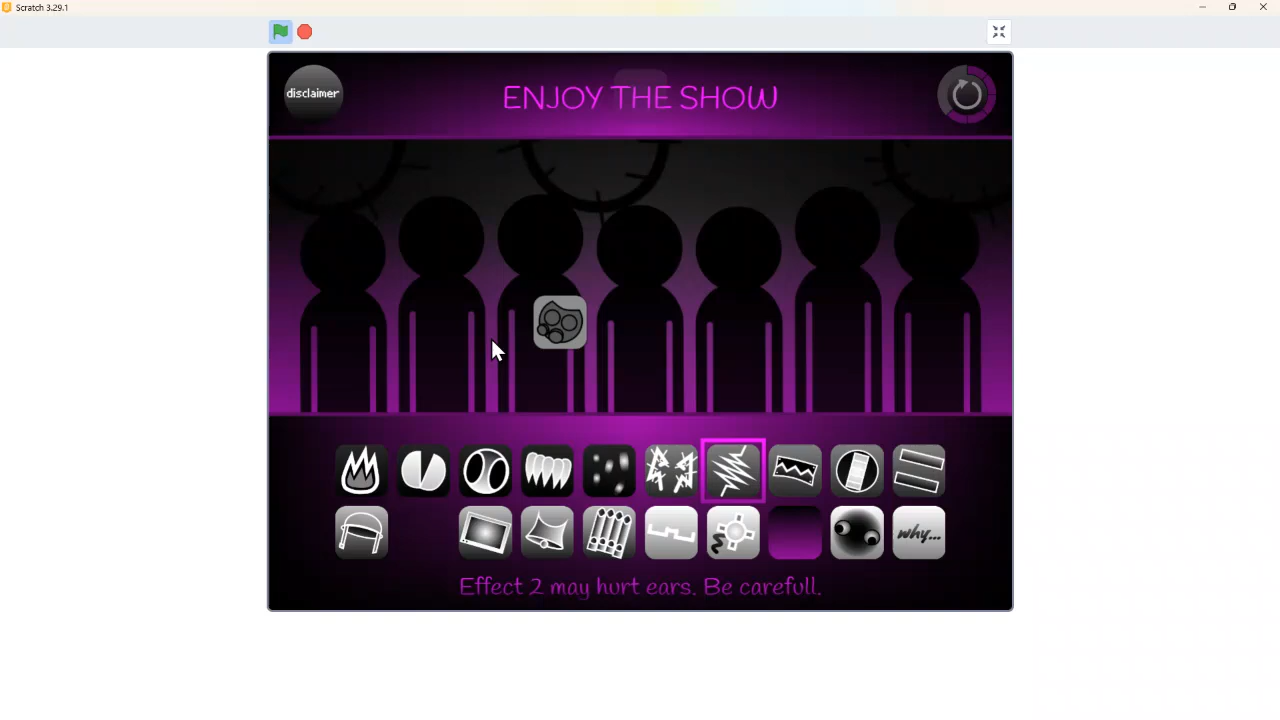 Scratch 3.29.1
disclaimer
ENJOY THE SHOW
why...
Effect 2 may hurt ears. Be carefull.